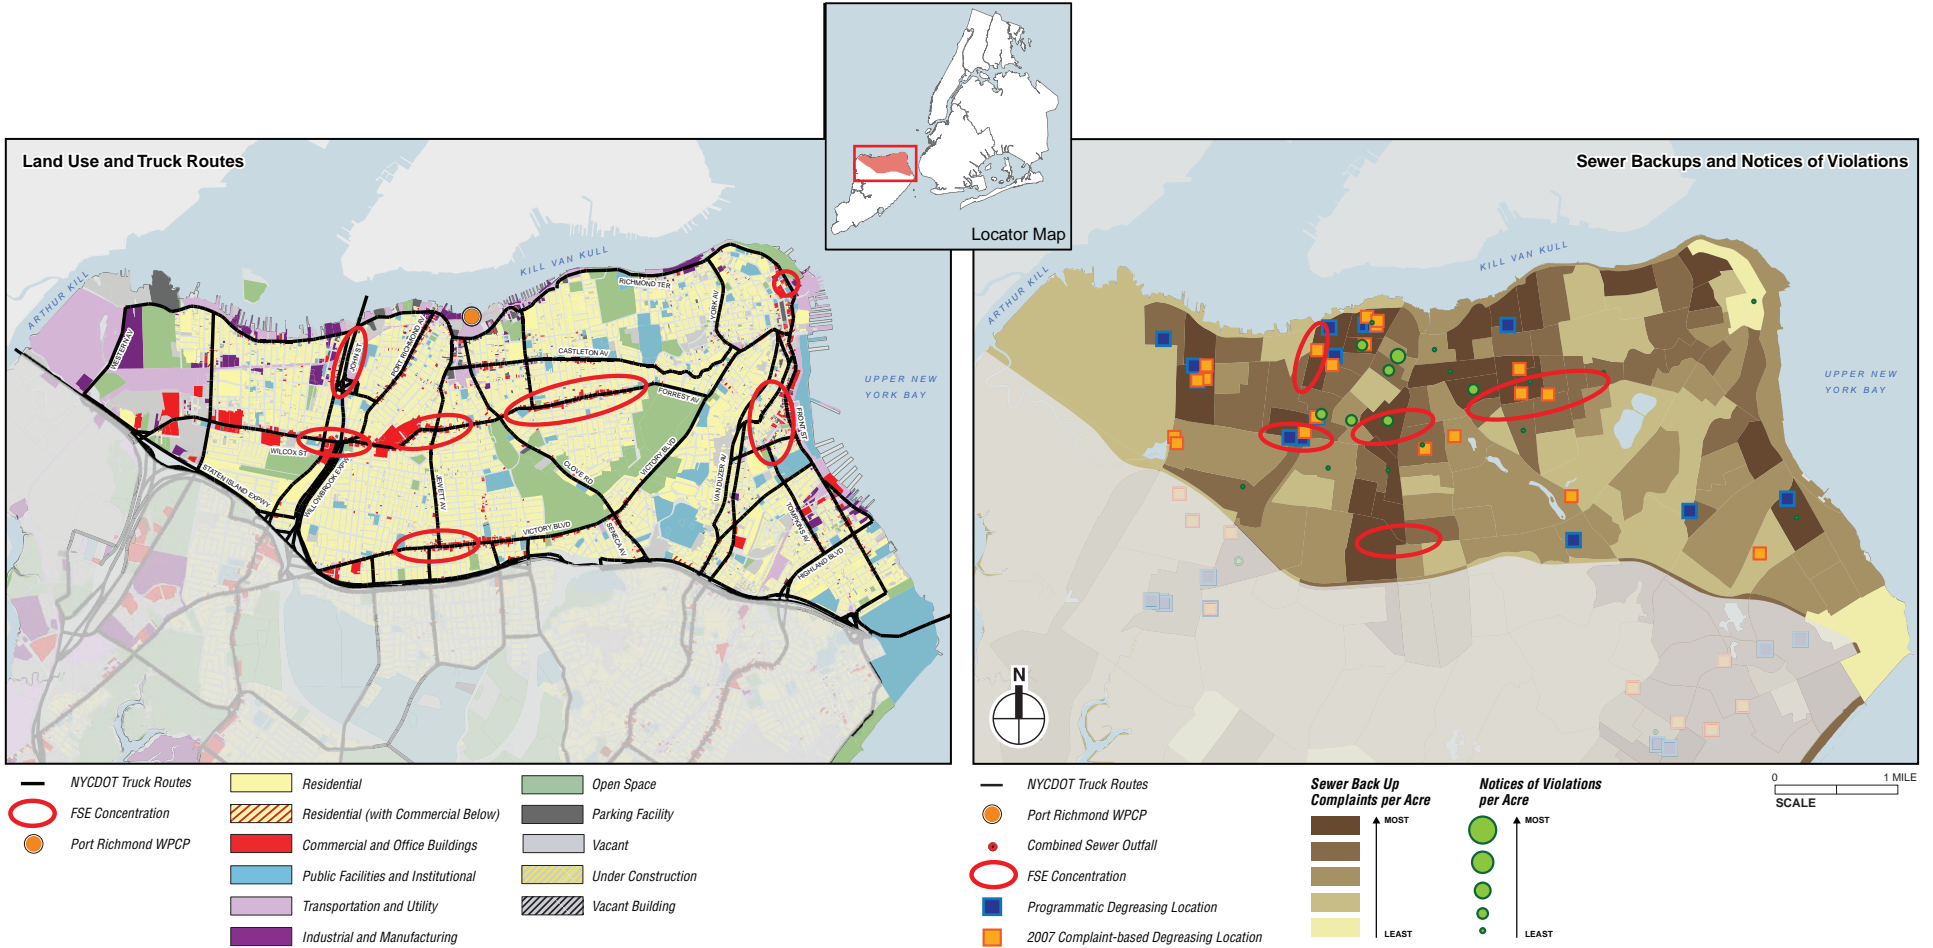 Land Use and Truck Routes
ARTHUR KILL
KILL VAN KULL
UPPER NEW
YORK BAY
WESTERN AV
JOHN ST
PORT RICHMOND AV
RICHMOND TER
YORK AV
CASTLETON AV
FORREST AV
WILCOX ST
STATEN ISLAND EXPWY
WILLOWBROOK EXPWY
JEWETT AV
CLOVE RD
VICTORY BLVD
VICTORY BLVD
SENECA AV
VAN DUZER AV
FRONT ST
TOMPKINS AV
HIGHLAND BLVD
Locator Map
Sewer Backups and Notices of Violations
ARTHUR KILL
KILL VAN KULL
UPPER NEW
YORK BAY
N
NYCDOT Truck Routes
FSE Concentration
Port Richmond WPCP
Residential
Residential (with Commercial Below)
Commercial and Office Buildings
Public Facilities and Institutional
Transportation and Utility
Industrial and Manufacturing
Open Space
Parking Facility
Vacant
Under Construction
Vacant Building
NYCDOT Truck Routes
Port Richmond WPCP
Combined Sewer Outfall
FSE Concentration
Programmatic Degreasing Location
2007 Complaint-based Degreasing Location
Sewer Back Up
Complaints per Acre
MOST
LEAST
Notices of Violations
per Acre
MOST
LEAST
0 1 MILE
SCALE